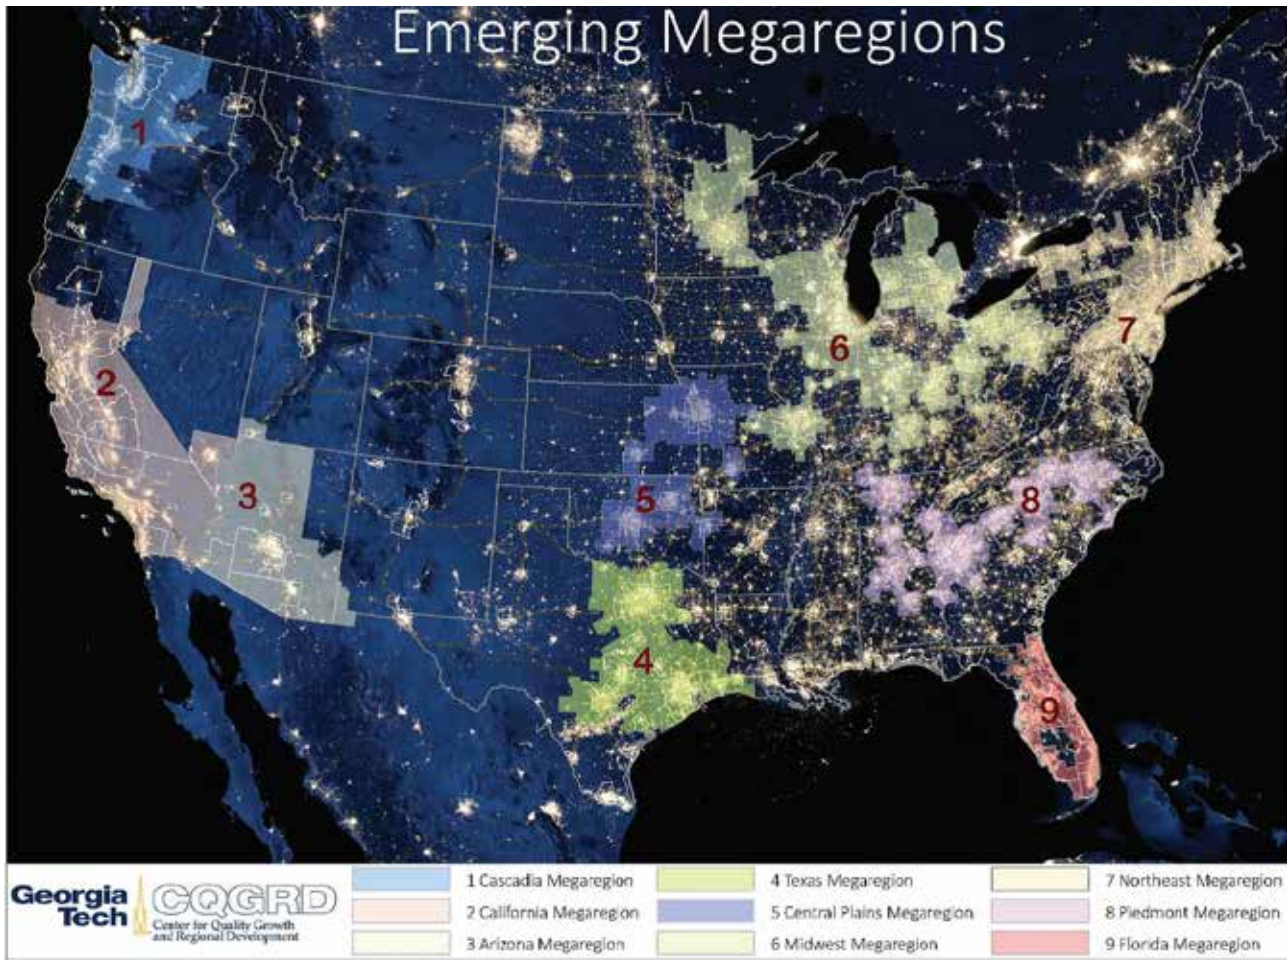 Emerging Megaregions
1
2
3
4
5
6
7
8
9
Georgia
Tech
CQGRD
Center for Quality Growth
and Regional Development
1 Cascadia Megaregion
2 California Megaregion
3 Arizona Megaregion
4 Texas Megaregion
5 Central Plains Megaregion
6 Midwest Megaregion
7 Northeast Megaregion
8 Piedmont Megaregion
9 Florida Megaregion